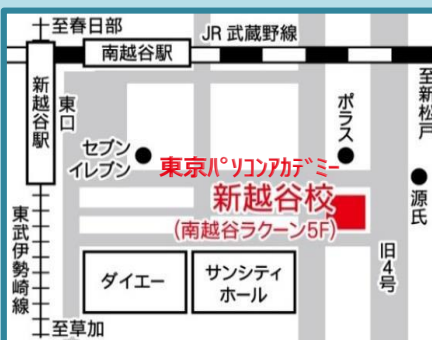 至春日部
JR 武蔵野線
南越谷駅
新越谷駅
東口
至新松戸
ポラス
セブン
イレブン
東京ﾊﾟｿｺﾝｱｶﾃﾞﾐｰ
新越谷校
(南越谷ラクーン5F)
源氏
東武伊勢崎線
ダイエー
サンシティ
ホール
旧4号
至草加